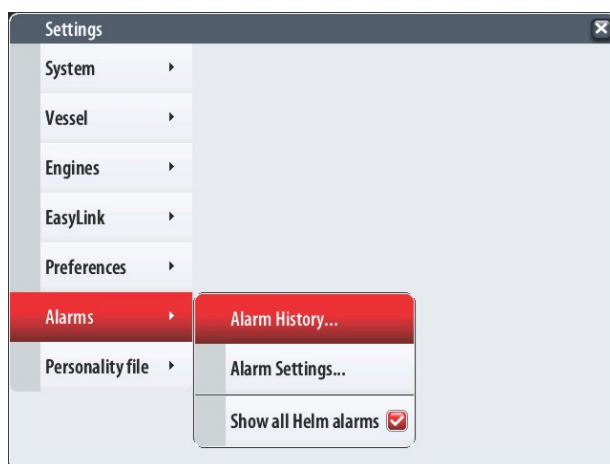 Settings
System
Vessel
Engines
EasyLink
Preferences
Alarms
Personality file
Alarm History...
Alarm Settings...
Show all Helm alarms